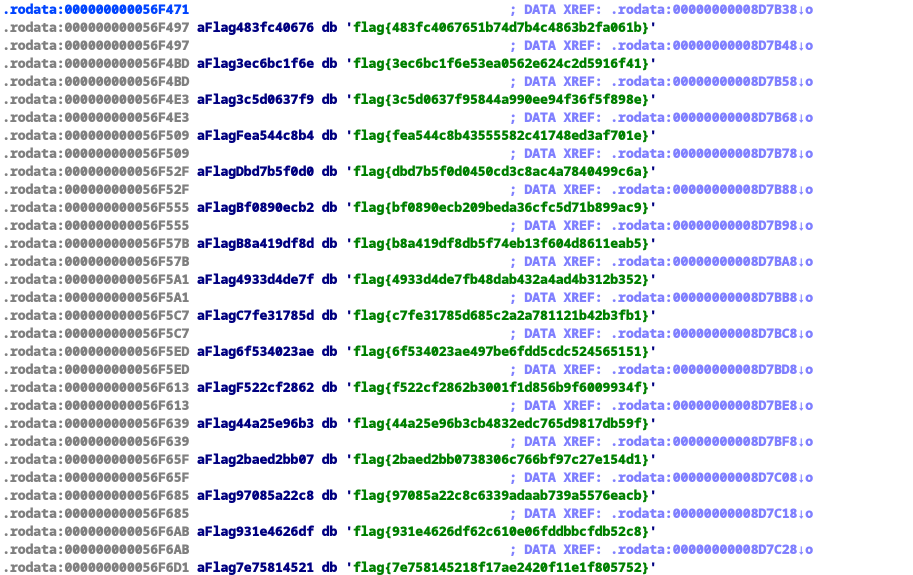 .rodata:000000000056F471 ; DATA XREF: .rodata:00000000008D7B38↓o
.rodata:000000000056F497 aFlag483fc40676 db 'flag{483fc4067651b74d7b4c4863b2fa061b}'
.rodata:000000000056F497 ; DATA XREF: .rodata:00000000008D7B48↓o
.rodata:000000000056F4BD aFlag3ec6bc1f6e db 'flag{3ec6bc1f6e53ea0562e624c2d5916f41}'
.rodata:000000000056F4BD ; DATA XREF: .rodata:00000000008D7B58↓o
.rodata:000000000056F4E3 aFlag3c5d0637f9 db 'flag{3c5d0637f95844a990ee94f36f5f898e}'
.rodata:000000000056F4E3 ; DATA XREF: .rodata:00000000008D7B68↓o
.rodata:000000000056F509 aFlagFea544c8b4 db 'flag{fea544c8b43555582c41748ed3af701e}'
.rodata:000000000056F509 ; DATA XREF: .rodata:00000000008D7B78↓o
.rodata:000000000056F52F aFlagDbd7b5f0d0 db 'flag{dbd7b5f0d0450cd3c8ac4a7840499c6a}'
.rodata:000000000056F52F ; DATA XREF: .rodata:00000000008D7B88↓o
.rodata:000000000056F555 aFlagBf0890ecb2 db 'flag{bf0890ecb209beda36cfc5d71b899ac9}'
.rodata:000000000056F555 ; DATA XREF: .rodata:00000000008D7B98↓o
.rodata:000000000056F57B aFlagB8a419df8d db 'flag{b8a419df8db5f74eb13f604d8611eab5}'
.rodata:000000000056F57B ; DATA XREF: .rodata:00000000008D7BA8↓o
.rodata:000000000056F5A1 aFlag4933d4de7f db 'flag{4933d4de7fb48dab432a4ad4b312b352}'
.rodata:000000000056F5A1 ; DATA XREF: .rodata:00000000008D7BB8↓o
.rodata:000000000056F5C7 aFlagC7fe31785d db 'flag{c7fe31785d685c2a2a781121b42b3fb1}'
.rodata:000000000056F5C7 ; DATA XREF: .rodata:00000000008D7BC8↓o
.rodata:000000000056F5ED aFlag6f534023ae db 'flag{6f534023ae497be6fdd5cdc524565151}'
.rodata:000000000056F5ED ; DATA XREF: .rodata:00000000008D7BD8↓o
.rodata:000000000056F613 aFlagF522cf2862 db 'flag{f522cf2862b3001f1d856b9f6009934f}'
.rodata:000000000056F613 ; DATA XREF: .rodata:00000000008D7BE8↓o
.rodata:000000000056F639 aFlag44a25e96b3 db 'flag{44a25e96b3cb4832edc765d9817db59f}'
.rodata:000000000056F639 ; DATA XREF: .rodata:00000000008D7BF8↓o
.rodata:000000000056F65F aFlag2baed2bb07 db 'flag{2baed2bb0738306c766bf97c27e154d1}'
.rodata:000000000056F65F ; DATA XREF: .rodata:00000000008D7C08↓o
.rodata:000000000056F685 aFlag97085a22c8 db 'flag{97085a22c8c6339adaab739a5576eacb}'
.rodata:000000000056F685 ; DATA XREF: .rodata:00000000008D7C18↓o
.rodata:000000000056F6AB aFlag931e4626df db 'flag{931e4626df62c610e06fddbbcfdb52c8}'
.rodata:000000000056F6AB ; DATA XREF: .rodata:00000000008D7C28↓o
.rodata:000000000056F6D1 aFlag7e75814521 db 'flag{7e758145218f17ae2420f11e1f805752}'